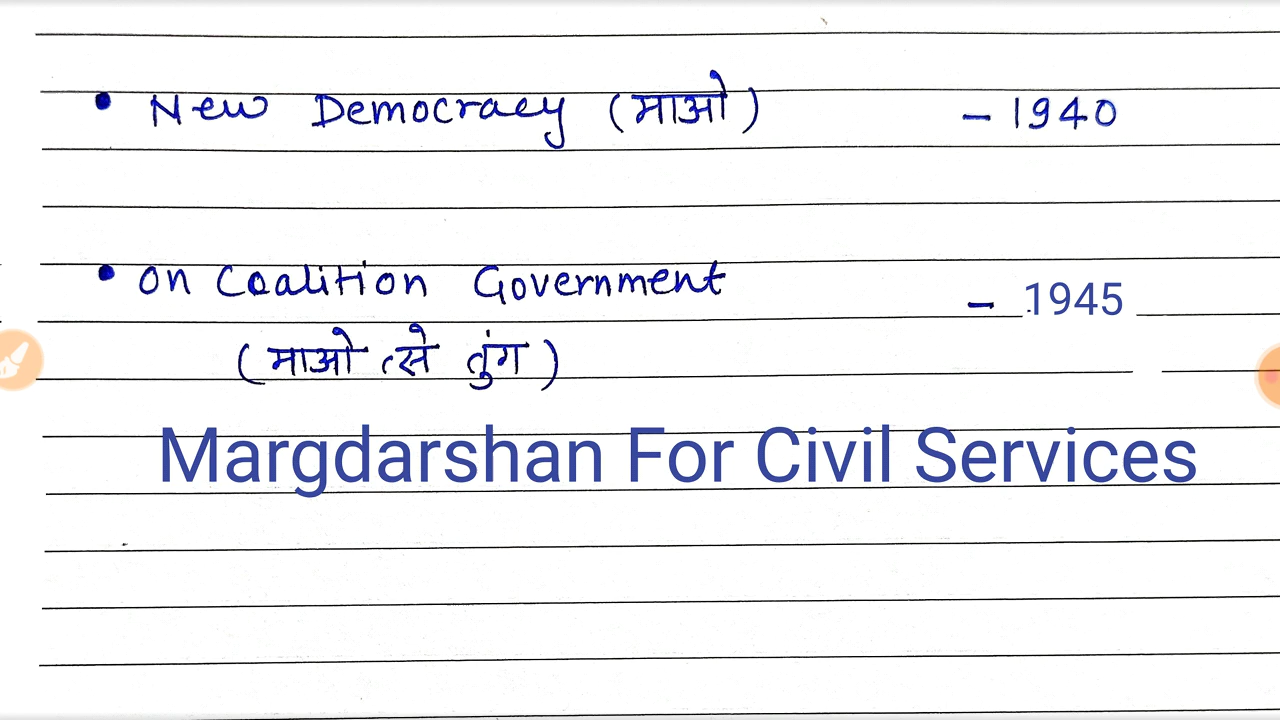 • New Democracy (माओ) – 1940
• on Coalition Government – 1945
(माओ त्से तुंग)
Margdarshan For Civil Services